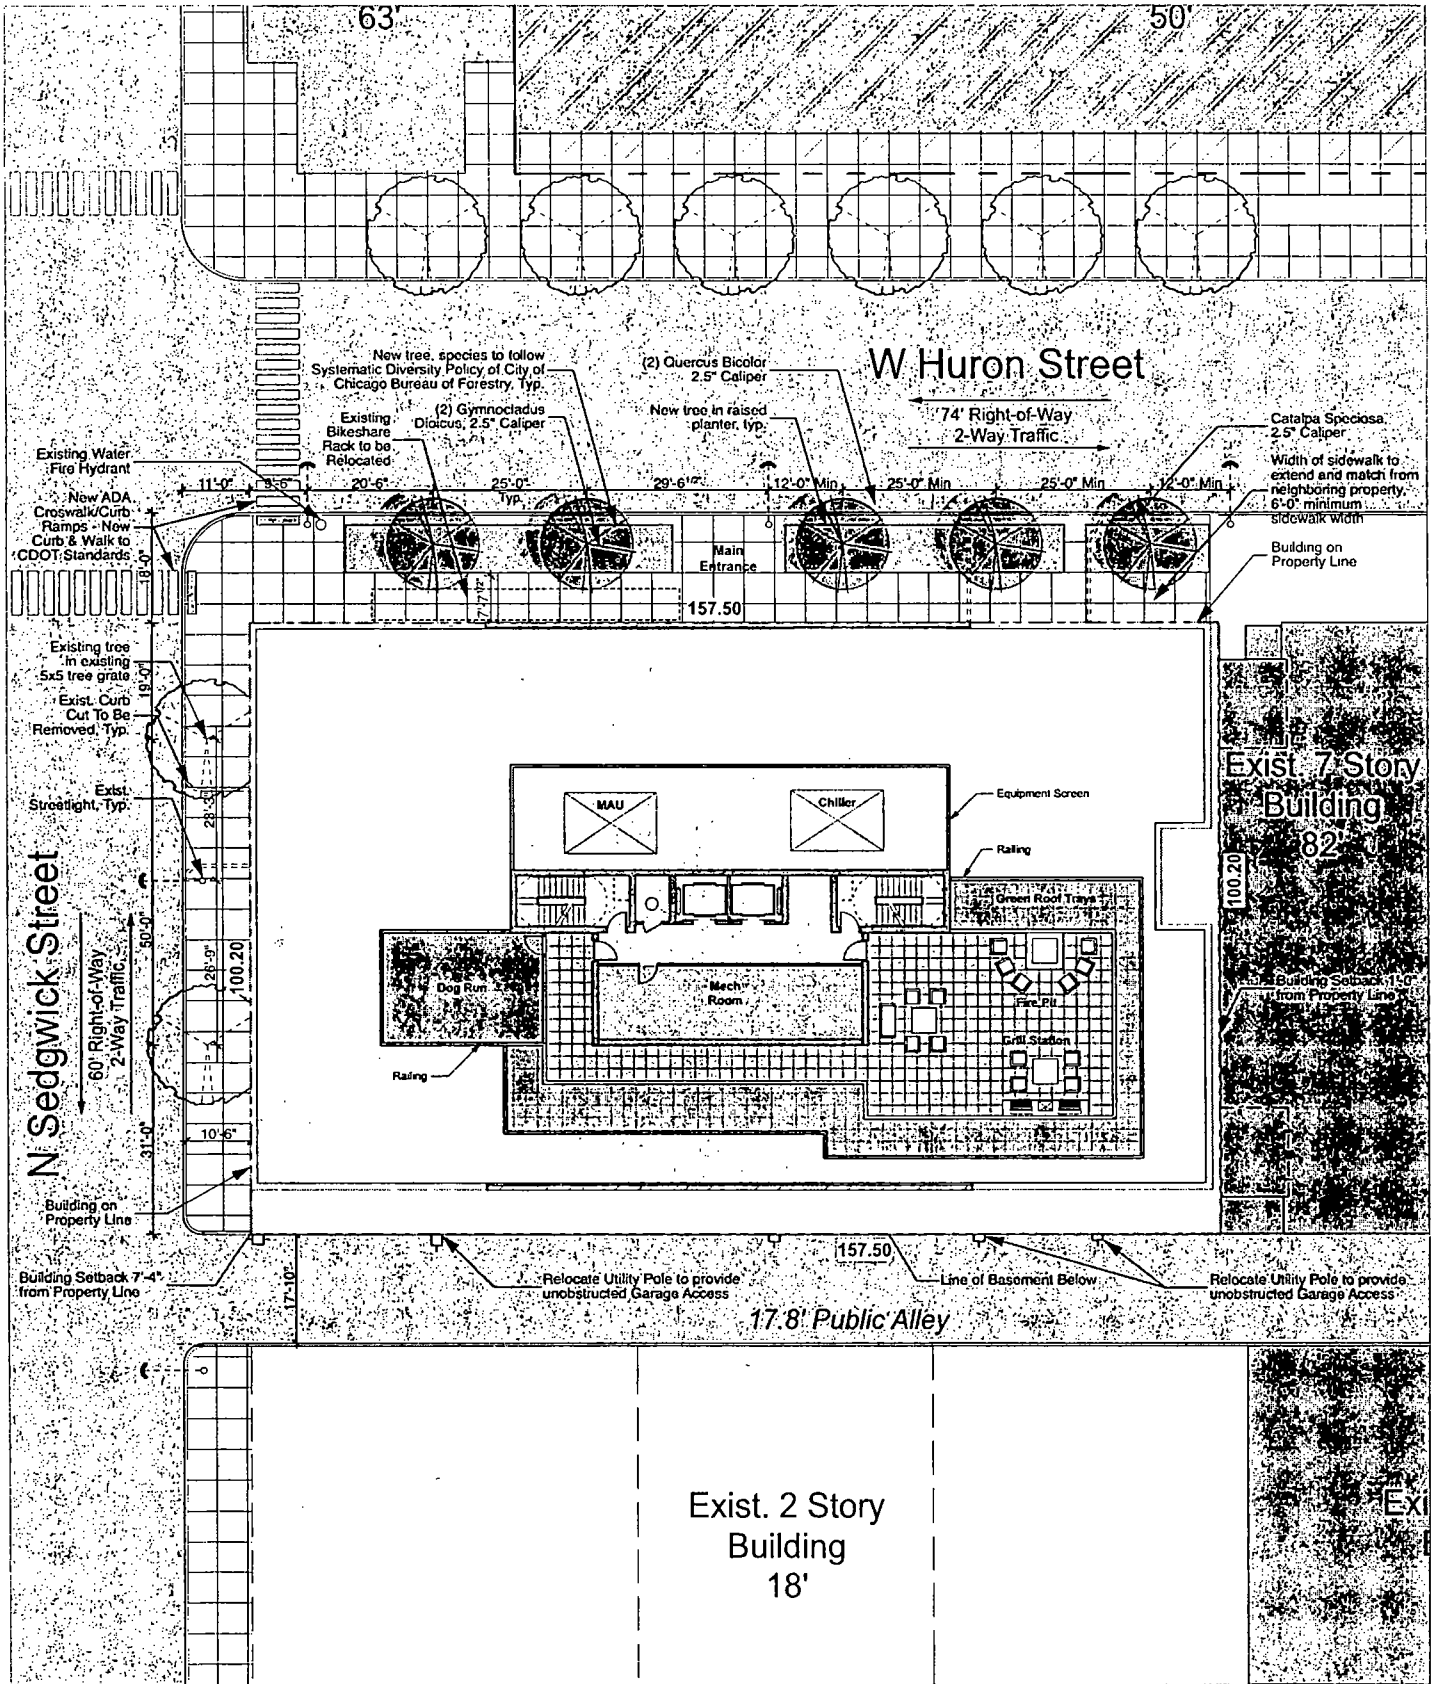 63'
50'
W Huron Street
74' Right-of-Way
2-Way Traffic
New tree, species to follow
Systematic Diversity Policy of City of
Chicago Bureau of Forestry, Typ.
(2) Quercus Bicolor
2.5" Caliper
Existing
Bikeshare
Rack to be
Relocated
(2) Gymnocladus
Dioicus, 2.5" Caliper
New tree in raised
planter, typ.
Catalpa Speciosa,
2.5" Caliper
Width of sidewalk to
extend and match from
neighboring property,
6'-0" minimum
sidewalk width
Existing Water
Fire Hydrant
11'-0"
20'-6"
25'-0"
Typ.
29'-6 1/2"
12'-0" Min
25'-0" Min
25'-0" Min
12'-0" Min
New ADA
Croswalk/Curb
Ramps - New
Curb & Walk to
CDOT Standards
18'-0"
Main
Entrance
Building on
Property Line
7'-7 1/2"
157.50
Existing tree
in existing
5x5 tree grate
19'-0"
Exist. Curb
Cut To Be
Removed, Typ.
Exist.
Streetlight, Typ.
23'-3"
MAU
Chiller
Equipment Screen
Railing
Exist. 7 Story
Building
82'
100.20
Green Roof Trays
N Sedgwick Street
60' Right-of-Way
2-Way Traffic
50'-0"
26'-9"
100.20
Dog Run
Mech
Room
Fire Pit
Grill Station
Building Setback 1'-0"
from Property Line
Railing
31'-0"
10'-6"
Building on
Property Line
Building Setback 7'-4"
from Property Line
17'-10"
Relocate Utility Pole to provide
unobstructed Garage Access
157.50
Line of Basement Below
Relocate Utility Pole to provide
unobstructed Garage Access
17.8' Public Alley
Exist. 2 Story
Building
18'